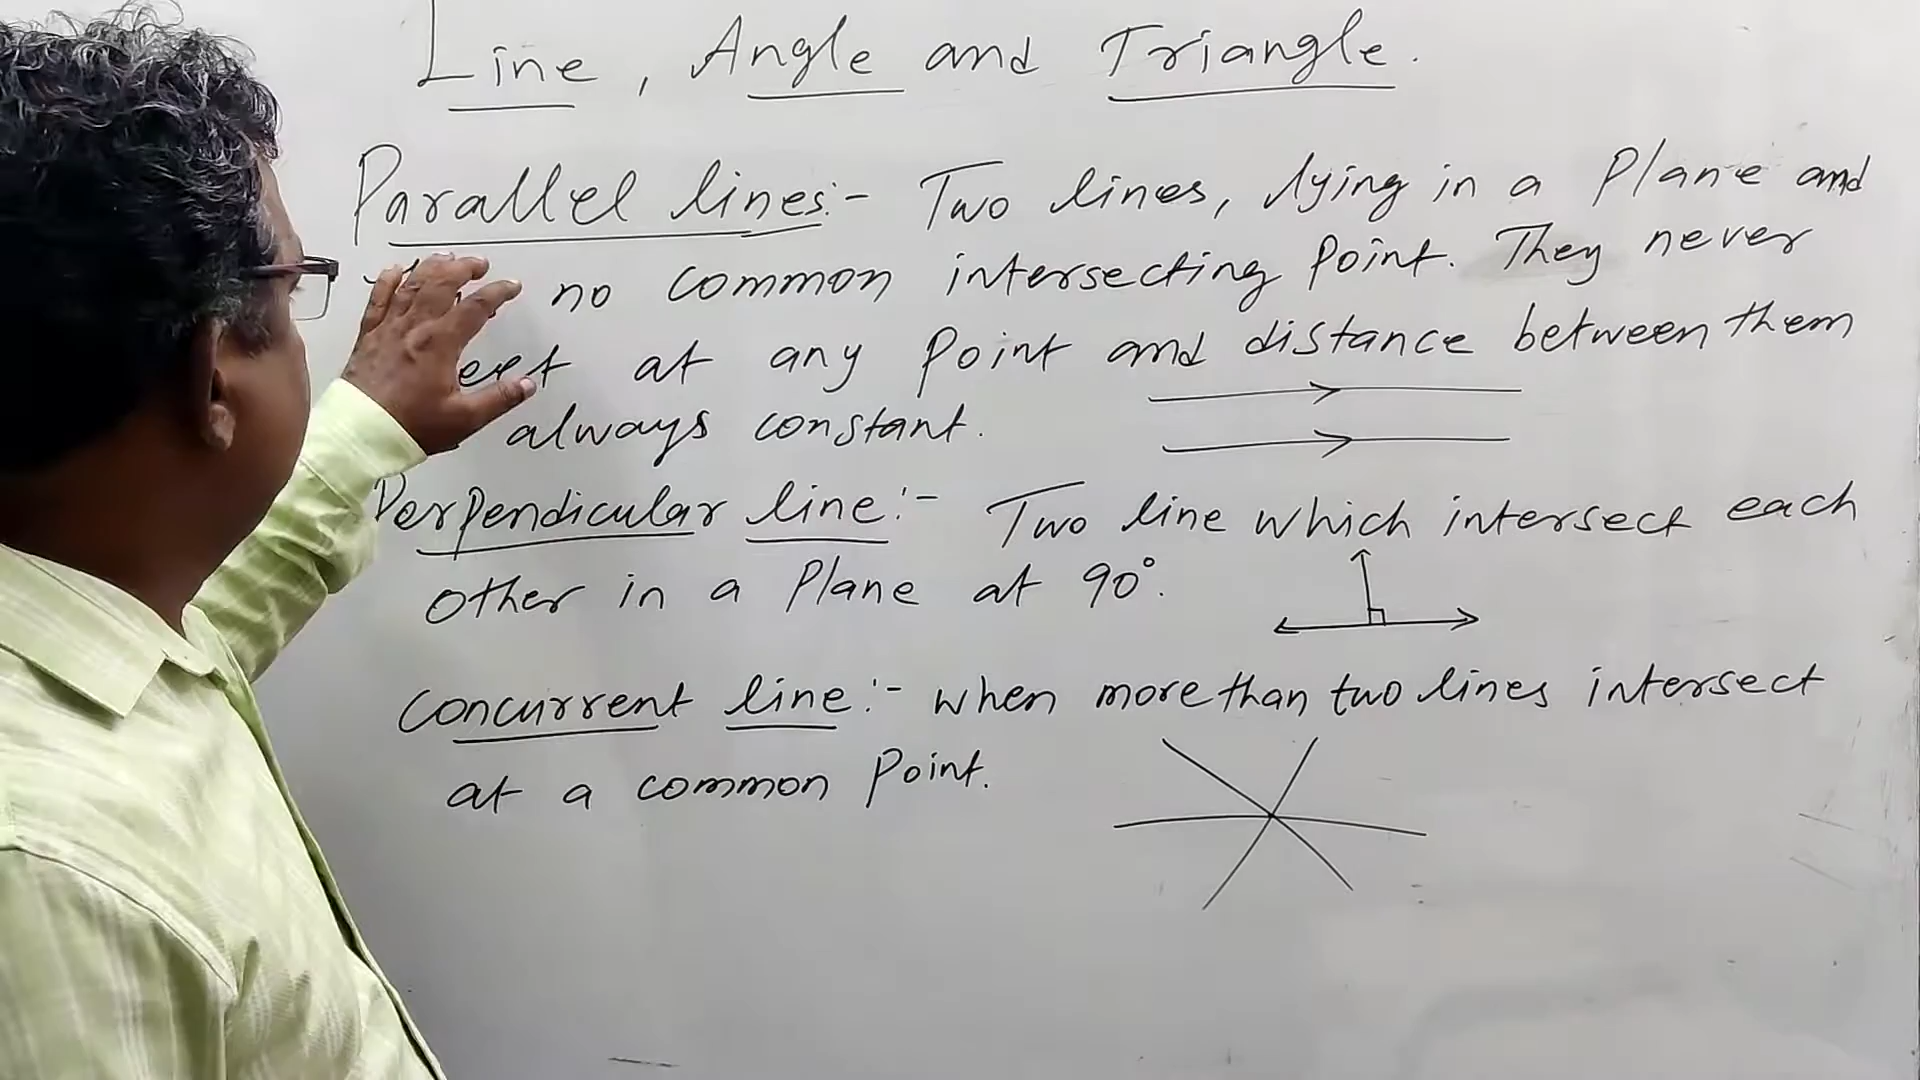 Line, Angle and Triangle.
Parallel lines:- Two lines, lying in a Plane and
no common intersecting Point. They never
at any Point and distance between them
always constant.
Perpendicular line:- Two line which intersect each
other in a Plane at 90°.
Concurrent line:- when more than two lines intersect
at a common Point.